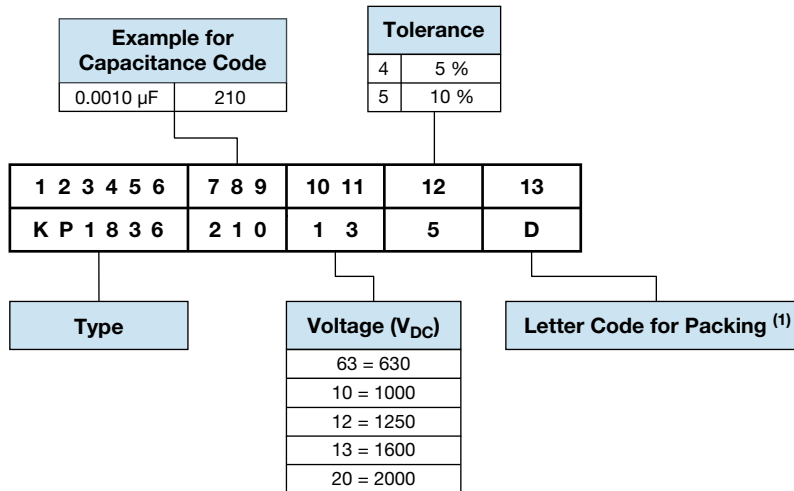 Example for
Capacitance Code
0.0010 µF 210
Tolerance
4 5 %
5 10 %
1 2 3 4 5 6 7 8 9 10 11 12 13
K P 1 8 3 6 2 1 0 1 3 5 D
Type
Voltage (VDC)
63 = 630
10 = 1000
12 = 1250
13 = 1600
20 = 2000
Letter Code for Packing (1)